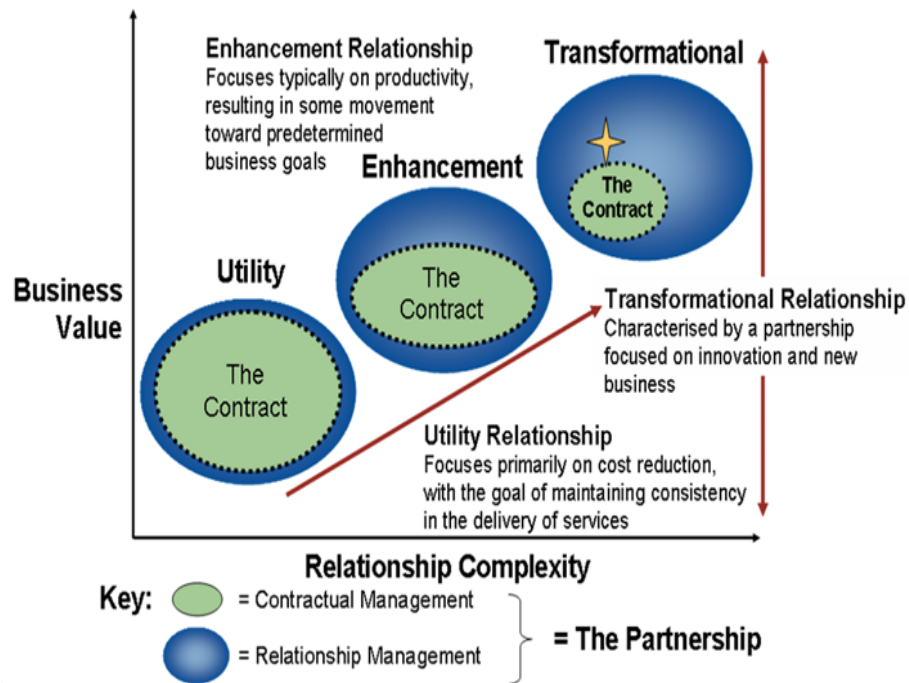 Enhancement Relationship
Focuses typically on productivity,
resulting in some movement
toward predetermined
business goals
Transformational
The
Contract
Enhancement
The
Contract
Utility
The
Contract
Business
Value
Transformational Relationship
Characterised by a partnership
focused on innovation and new
business
Utility Relationship
Focuses primarily on cost reduction,
with the goal of maintaining consistency
in the delivery of services
Relationship Complexity
Key:
= Contractual Management
= Relationship Management
= The Partnership